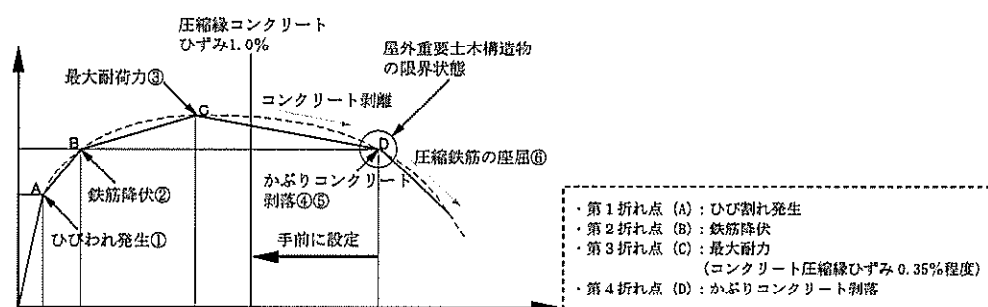 圧縮縁コンクリート
ひずみ1.0%
屋外重要土木構造物
の限界状態
最大耐荷力③
C
コンクリート剥離
B
D
圧縮鉄筋の座屈⑥
A
鉄筋降伏②
かぶりコンクリート
剥落④⑤
ひびわれ発生①
手前に設定
・第1折れ点 (A):ひび割れ発生
・第2折れ点 (B):鉄筋降伏
・第3折れ点 (C):最大耐力
(コンクリート圧縮縁ひずみ 0.35%程度)
・第4折れ点 (D):かぶりコンクリート剥落